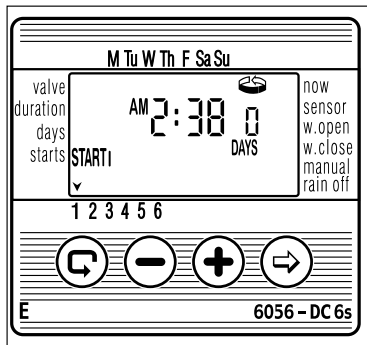 M Tu W Th F Sa Su
valve
duration
days
starts
AM 2:38 0
DAYS
START1
now
sensor
w.open
w.close
manual
rain off
1 2 3 4 5 6
E
6056 – DC 6s